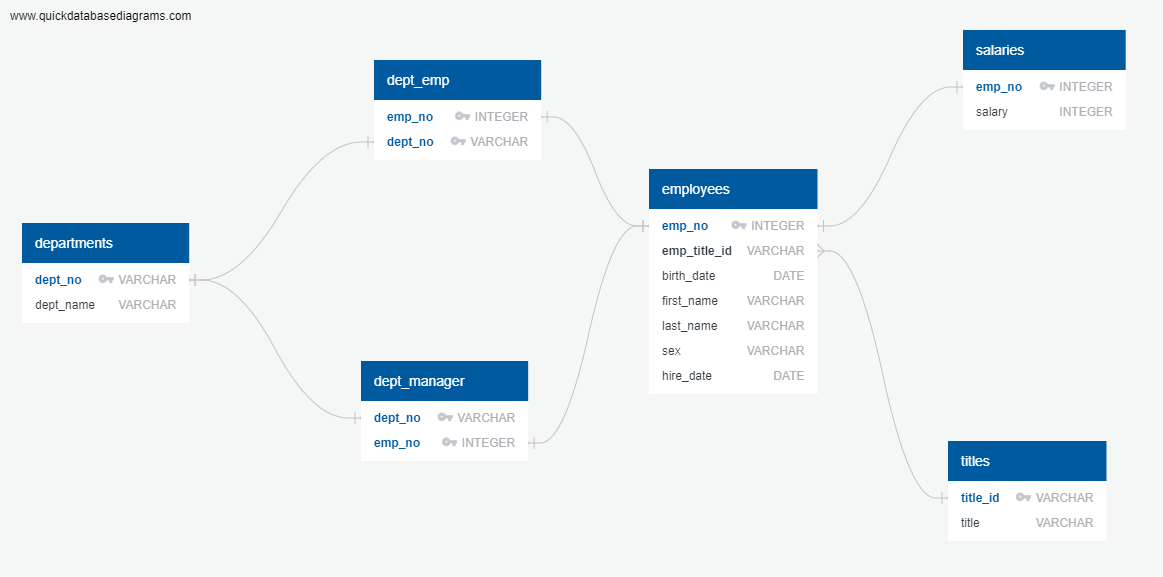 www.quickdatabasediagrams.com
departments
dept_no VARCHAR
dept_name VARCHAR
dept_emp
emp_no INTEGER
dept_no VARCHAR
dept_manager
dept_no VARCHAR
emp_no INTEGER
employees
emp_no INTEGER
emp_title_id VARCHAR
birth_date DATE
first_name VARCHAR
last_name VARCHAR
sex VARCHAR
hire_date DATE
salaries
emp_no INTEGER
salary INTEGER
titles
title_id VARCHAR
title VARCHAR